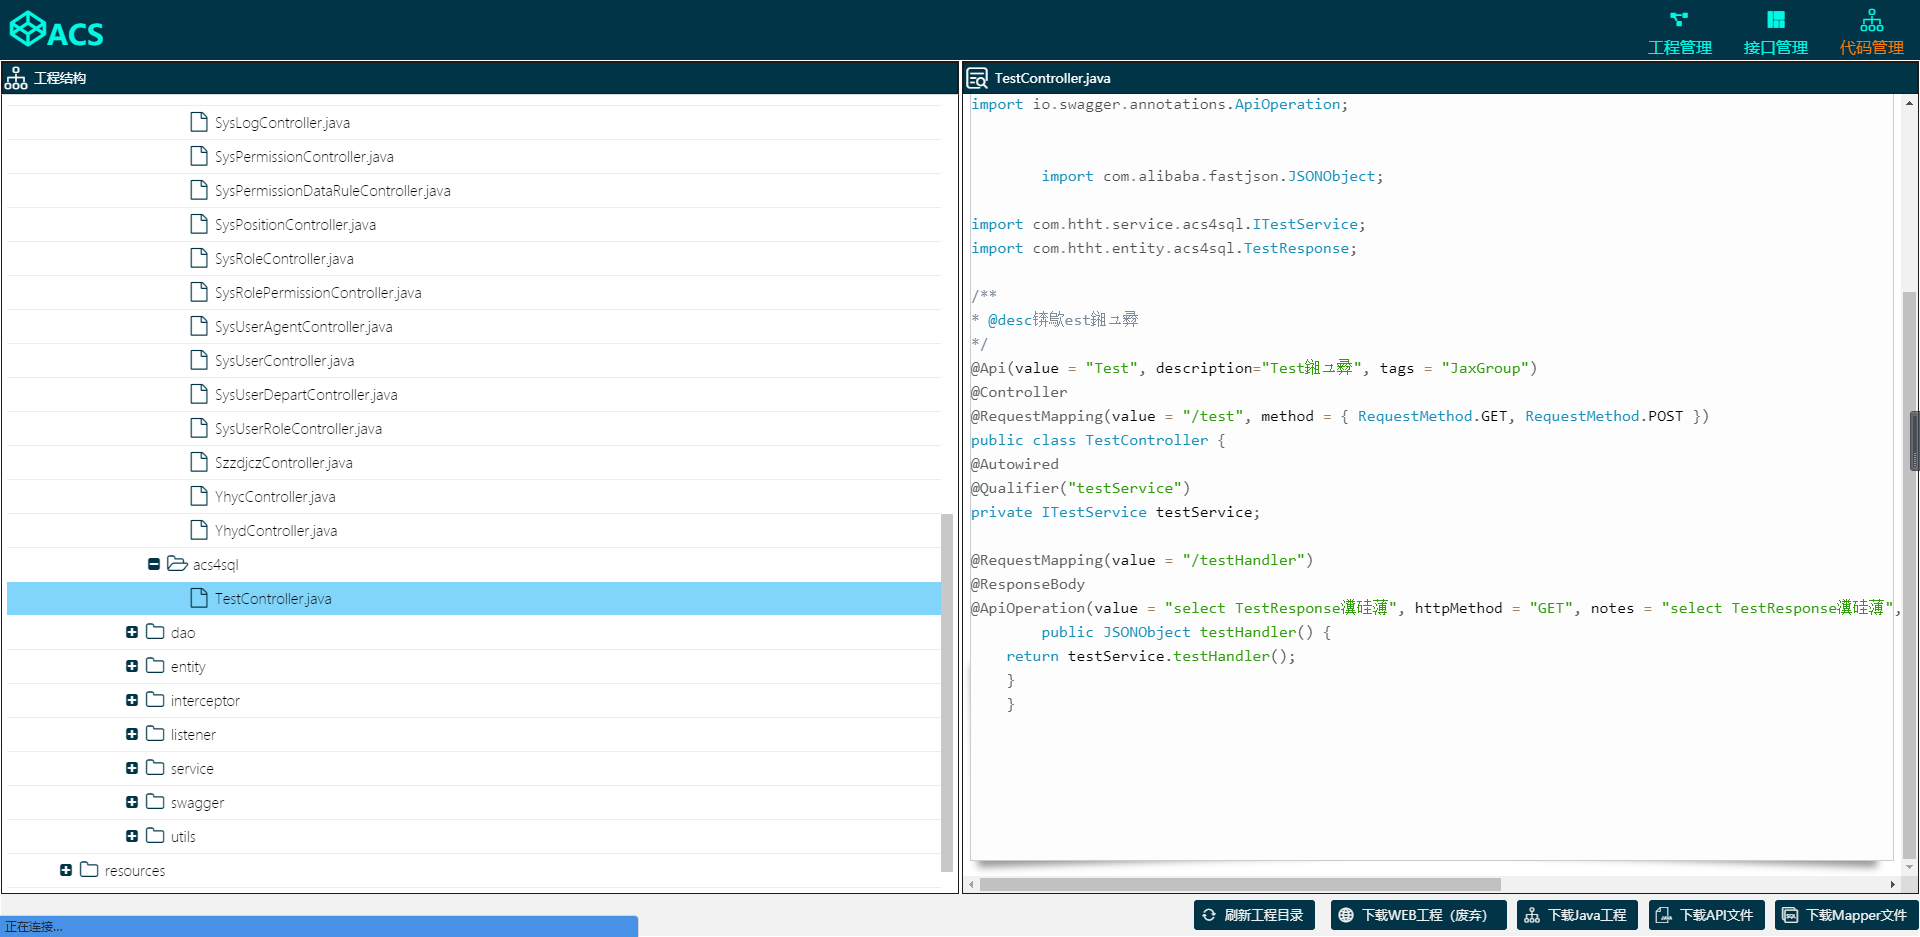 ACS
工程管理
接口管理
代码管理
工程结构
SysLogController.java
SysPermissionController.java
SysPermissionDataRuleController.java
SysPositionController.java
SysRoleController.java
SysRolePermissionController.java
SysUserAgentController.java
SysUserController.java
SysUserDepartController.java
SysUserRoleController.java
SzzdjczController.java
YhycController.java
YhydController.java
acs4sql
TestController.java
dao
entity
interceptor
listener
service
swagger
utils
resources
TestController.java
import io.swagger.annotations.ApiOperation;
import com.alibaba.fastjson.JSONObject;
import com.htht.service.acs4sql.ITestService;
import com.htht.entity.acs4sql.TestResponse;
/**
* @desc锛歍est鎺ュ彛
*/
@Api(value = "Test", description="Test鎺ュ彛", tags = "JaxGroup")
@Controller
@RequestMapping(value = "/test", method = { RequestMethod.GET, RequestMethod.POST })
public class TestController {
@Autowired
@Qualifier("testService")
private ITestService testService;
@RequestMapping(value = "/testHandler")
@ResponseBody
@ApiOperation(value = "select TestResponse瀵硅薄", httpMethod = "GET", notes = "select TestResponse瀵硅薄",
public JSONObject testHandler() {
return testService.testHandler();
}
}
正在连接...
刷新工程目录
下载WEB工程（废弃）
下载Java工程
下载API文件
下载Mapper文件